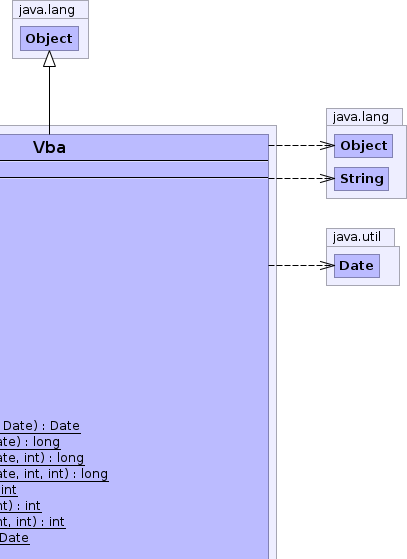 java.lang
Object
java.lang
Vba
Object
String
java.util
Date
Date) : Date
ate) : long
ate, int) : long
ate, int, int) : long
int
nt) : int
nt, int) : int
Date